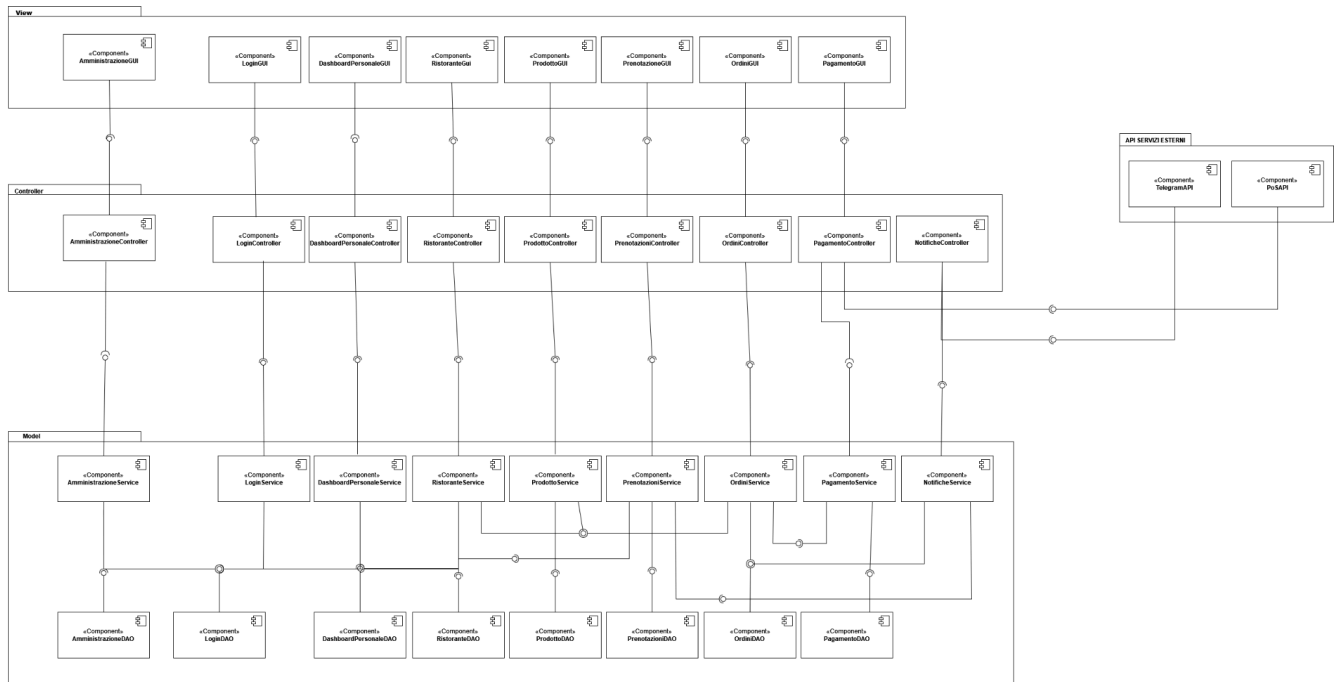 View
«Component»
AmministrazioneGUI
«Component»
LoginGUI
«Component»
DashboardPersonaleGUI
«Component»
RistoranteGui
«Component»
ProdottoGUI
«Component»
PrenotazioneGUI
«Component»
OrdiniGUI
«Component»
PagamentoGUI
API SERVIZI ESTERNI
«Component»
TelegramAPI
«Component»
PoSAPI
Controller
«Component»
AmministrazioneController
«Component»
LoginController
«Component»
DashboardPersonaleController
«Component»
RistoranteController
«Component»
ProdottoController
«Component»
PrenotazioniController
«Component»
OrdiniController
«Component»
PagamentoController
«Component»
NotificheController
Model
«Component»
AmministrazioneService
«Component»
LoginService
«Component»
DashboardPersonaleService
«Component»
RistoranteService
«Component»
ProdottoService
«Component»
PrenotazioniService
«Component»
OrdiniService
«Component»
PagamentoService
«Component»
NotificheService
«Component»
AmministrazioneDAO
«Component»
LoginDAO
«Component»
DashboardPersonaleDAO
«Component»
RistoranteDAO
«Component»
ProdottoDAO
«Component»
PrenotazioniDAO
«Component»
OrdiniDAO
«Component»
PagamentoDAO